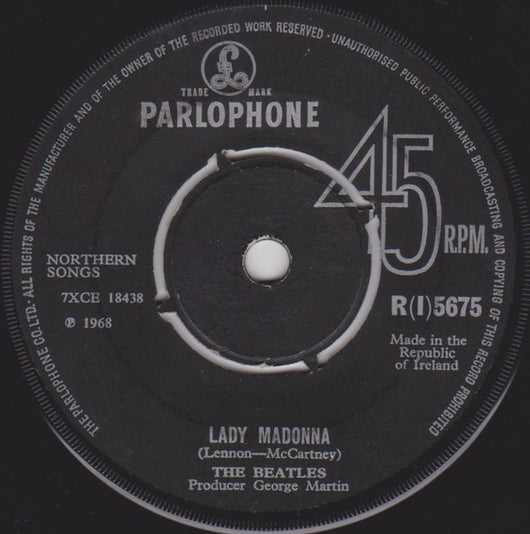 THE PARLOPHONE CO.LTD. · ALL RIGHTS OF THE MANUFACTURER AND OF THE OWNER OF THE RECORDED WORK RESERVED · UNAUTHORISED PUBLIC PERFORMANCE BROADCASTING AND COPYING OF THIS RECORD PROHIBITED
£
TRADE MARK
PARLOPHONE
45 R.P.M.
NORTHERN
SONGS
7XCE 18438
℗ 1968
R(I)5675
Made in the
Republic
of Ireland
LADY MADONNA
(Lennon—McCartney)
THE BEATLES
Producer George Martin